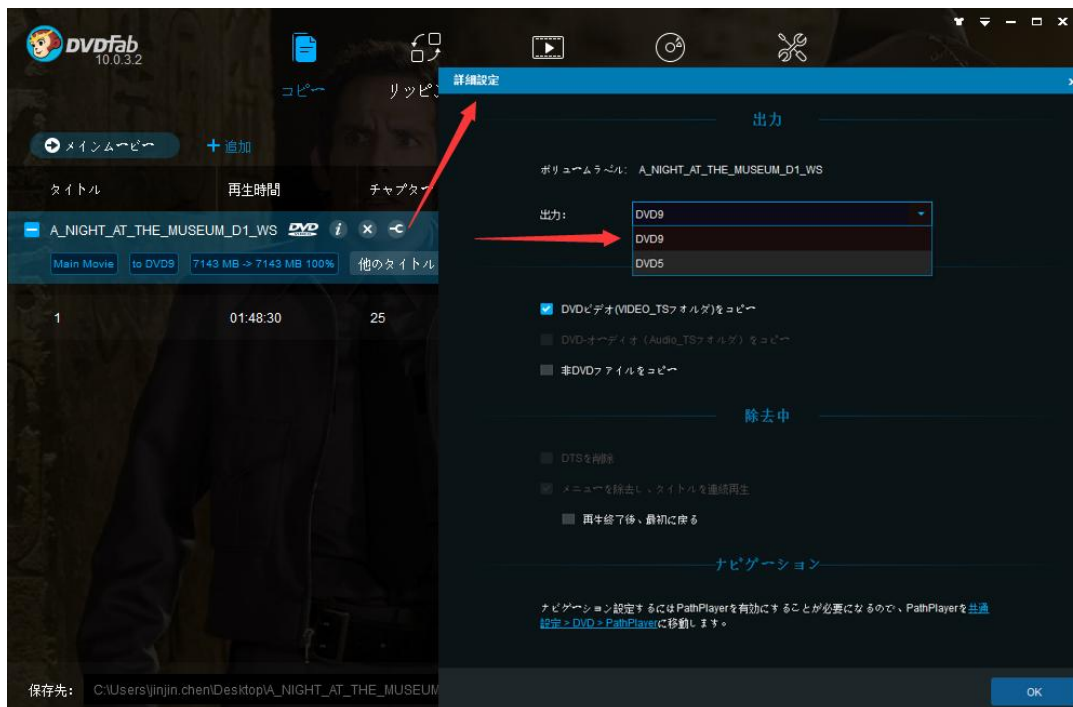 DVDFab
10.0.3.2
コピー
リッピン
詳細設定
出力
メインムービー
追加
ボリュームラベル: A_NIGHT_AT_THE_MUSEUM_D1_WS
タイトル 再生時間 チャプター
出力: DVD9
A_NIGHT_AT_THE_MUSEUM_D1_WS DVD
DVD9
Main Movie to DVD9 7143 MB -> 7143 MB 100% 他のタイトル
DVD5
DVDビデオ(VIDEO_TSフォルダ)をコピー
1 01:48:30 25
DVD-オーディオ (Audio_TSフォルダ) をコピー
非DVDファイルをコピー
除去中
DTSを削除
メニューを除去し、タイトルを連続再生
再生終了後、最初に戻る
ナビゲーション
ナビゲーション設定するにはPathPlayerを有効にすることが必要になるので、PathPlayerを共通
設定 > DVD > PathPlayerに移動します。
保存先: C:\Users\jinjin.chen\Desktop\A_NIGHT_AT_THE_MUSEUM
OK